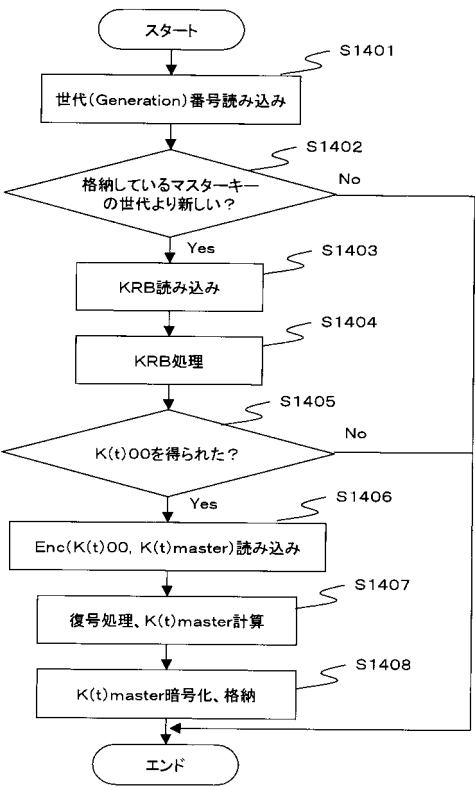 スタート
S1401
世代(Generation)番号読み込み
S1402
格納しているマスターキー
の世代より新しい？
No
Yes
S1403
KRB読み込み
S1404
KRB処理
S1405
K(t)00を得られた？
No
Yes
S1406
Enc(K(t)00, K(t)master)読み込み
S1407
復号処理、K(t)master計算
S1408
K(t)master暗号化、格納
エンド